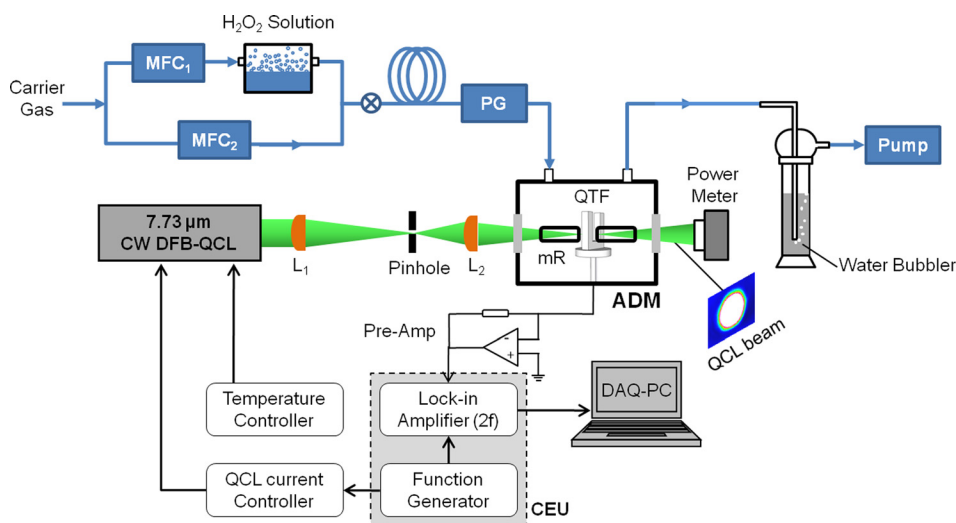 H₂O₂ Solution
MFC₁
Carrier
Gas
MFC₂
PG
Pump
Power
Meter
QTF
7.73 µm
CW DFB-QCL
L₁
Pinhole
L₂
mR
ADM
Water Bubbler
QCL beam
Pre-Amp
-
+
Temperature
Controller
Lock-in
Amplifier (2f)
DAQ-PC
QCL current
Controller
Function
Generator
CEU